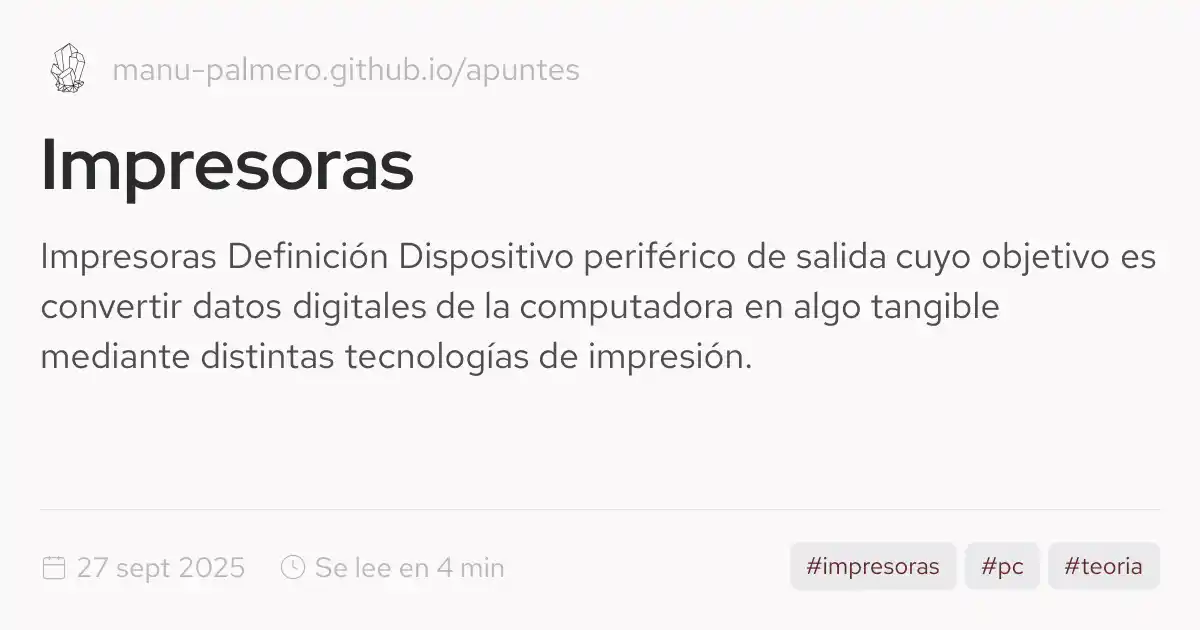 manu-palmero.github.io/apuntes
Impresoras
Impresoras Definición Dispositivo periférico de salida cuyo objetivo es
convertir datos digitales de la computadora en algo tangible
mediante distintas tecnologías de impresión.
27 sept 2025 Se lee en 4 min #impresoras #pc #teoria